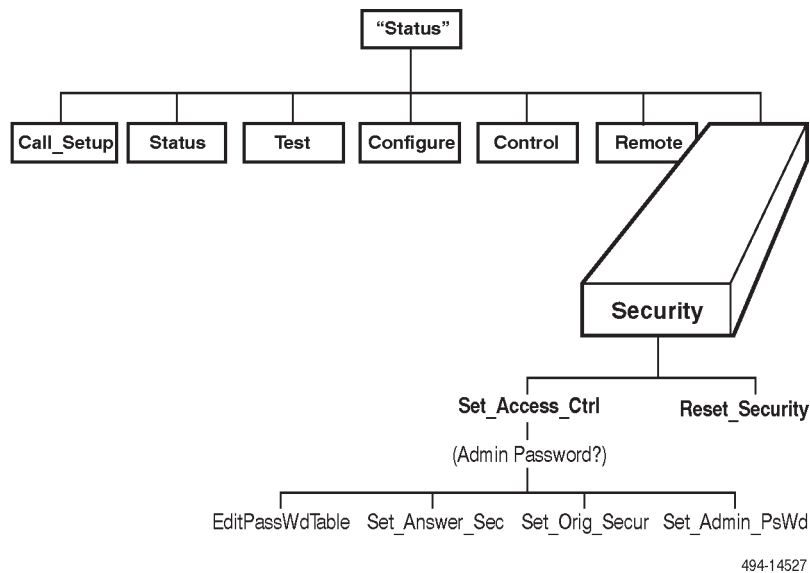 “Status”
Call_Setup Status Test Configure Control Remote
Security
Set_Access_Ctrl Reset_Security
(Admin Password?)
EditPassWdTable Set_Answer_Sec Set_Orig_Secur Set_Admin_PsWd
494-14527